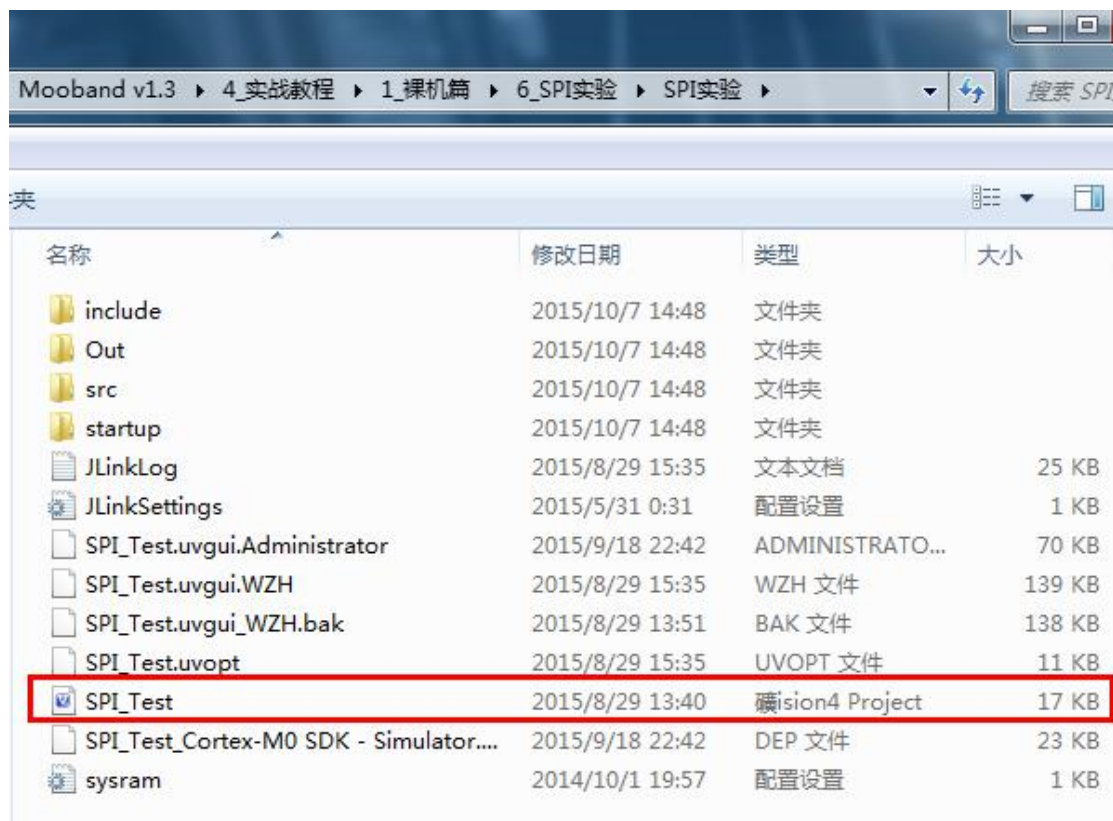 Mooband v1.3 ▸ 4_实战教程 ▸ 1_裸机篇 ▸ 6_SPI实验 ▸ SPI实验 ▸ 搜索 SPI
夹
名称 修改日期 类型 大小
include 2015/10/7 14:48 文件夹
Out 2015/10/7 14:48 文件夹
src 2015/10/7 14:48 文件夹
startup 2015/10/7 14:48 文件夹
JLinkLog 2015/8/29 15:35 文本文档 25 KB
JLinkSettings 2015/5/31 0:31 配置设置 1 KB
SPI_Test.uvgui.Administrator 2015/9/18 22:42 ADMINISTRATO... 70 KB
SPI_Test.uvgui.WZH 2015/8/29 15:35 WZH 文件 139 KB
SPI_Test.uvgui_WZH.bak 2015/8/29 13:51 BAK 文件 138 KB
SPI_Test.uvopt 2015/8/29 15:35 UVOPT 文件 11 KB
SPI_Test 2015/8/29 13:40 礦ision4 Project 17 KB
SPI_Test_Cortex-M0 SDK - Simulator.... 2015/9/18 22:42 DEP 文件 23 KB
sysram 2014/10/1 19:57 配置设置 1 KB